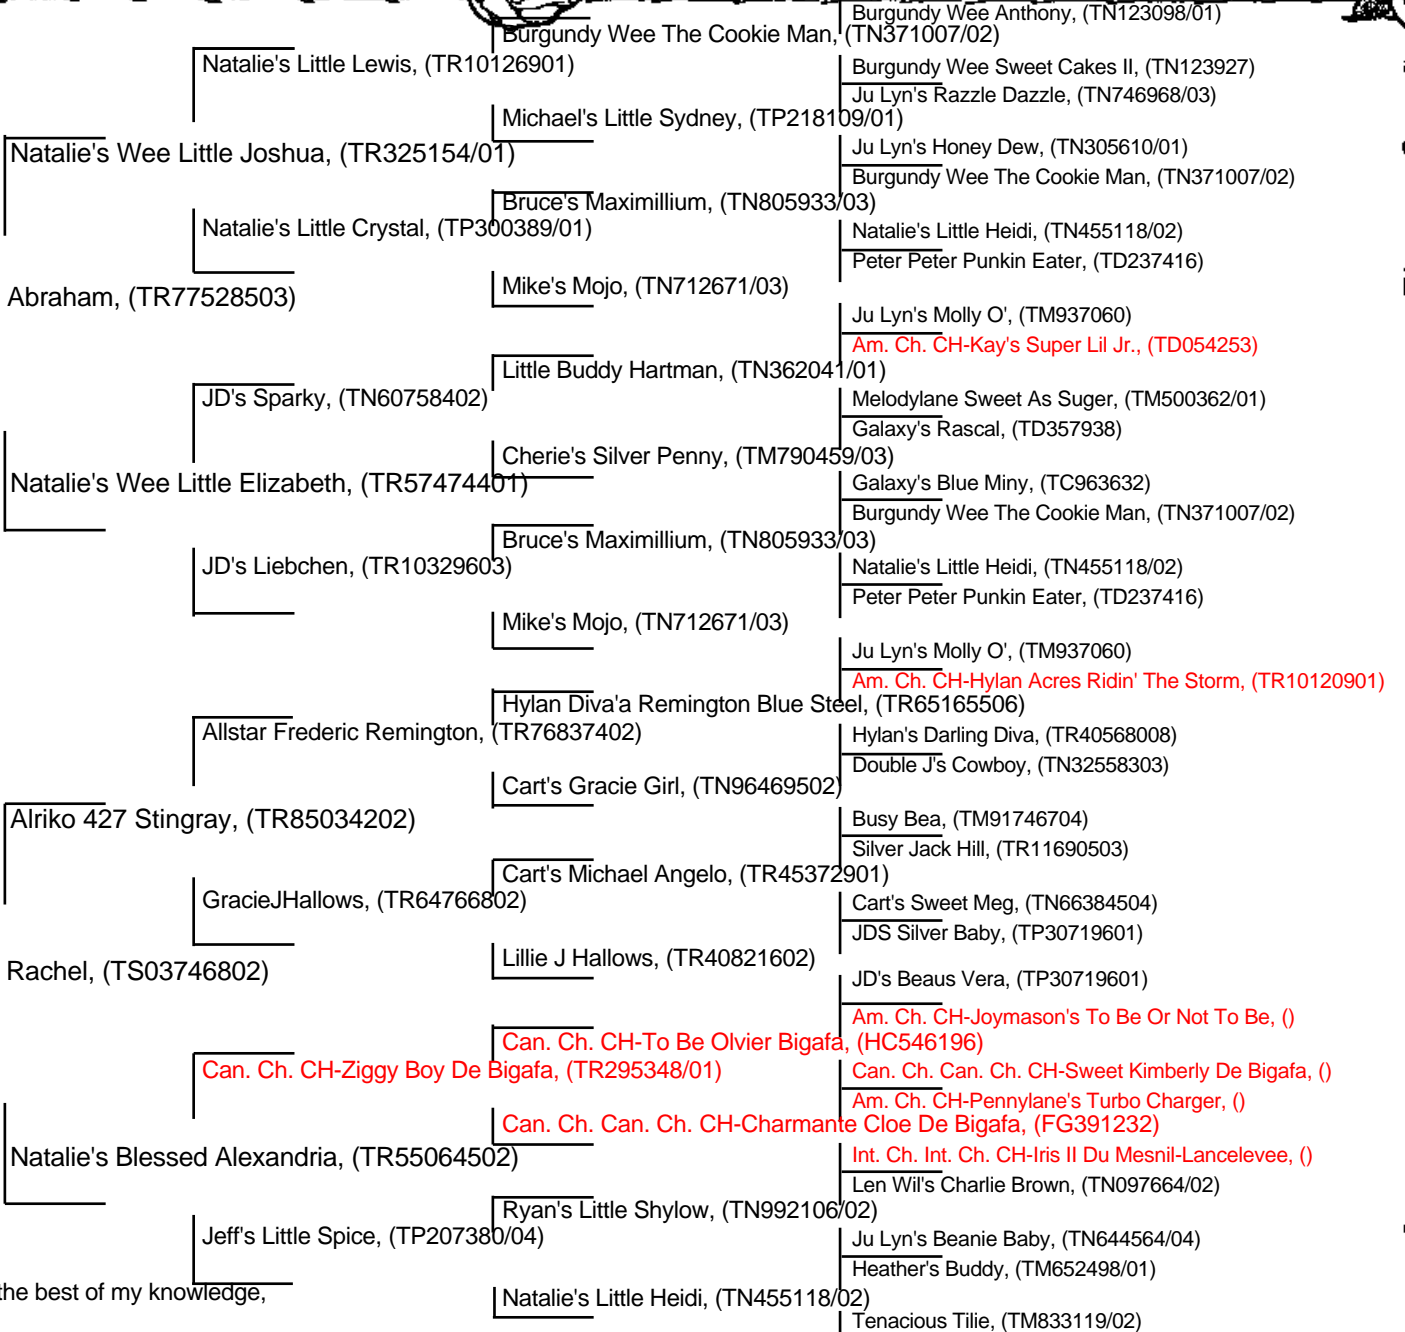 Burgundy Wee Anthony, (TN123098/01)
Burgundy Wee The Cookie Man, (TN371007/02)
Natalie's Little Lewis, (TR10126901)
Burgundy Wee Sweet Cakes II, (TN123927)
Ju Lyn's Razzle Dazzle, (TN746968/03)
Michael's Little Sydney, (TP218109/01)
Natalie's Wee Little Joshua, (TR325154/01)
Ju Lyn's Honey Dew, (TN305610/01)
Burgundy Wee The Cookie Man, (TN371007/02)
Bruce's Maximillium, (TN805933/03)
Natalie's Little Crystal, (TP300389/01)
Natalie's Little Heidi, (TN455118/02)
Peter Peter Punkin Eater, (TD237416)
Mike's Mojo, (TN712671/03)
Abraham, (TR77528503)
Ju Lyn's Molly O', (TM937060)
Am. Ch. CH-Kay's Super Lil Jr., (TD054253)
Little Buddy Hartman, (TN362041/01)
JD's Sparky, (TN60758402)
Melodylane Sweet As Suger, (TM500362/01)
Galaxy's Rascal, (TD357938)
Cherie's Silver Penny, (TM790459/03)
Natalie's Wee Little Elizabeth, (TR57474401)
Galaxy's Blue Miny, (TC963632)
Burgundy Wee The Cookie Man, (TN371007/02)
Bruce's Maximillium, (TN805933/03)
JD's Liebchen, (TR10329603)
Natalie's Little Heidi, (TN455118/02)
Peter Peter Punkin Eater, (TD237416)
Mike's Mojo, (TN712671/03)
Ju Lyn's Molly O', (TM937060)
Am. Ch. CH-Hylan Acres Ridin' The Storm, (TR10120901)
Hylan Diva'a Remington Blue Steel, (TR65165506)
Allstar Frederic Remington, (TR76837402)
Hylan's Darling Diva, (TR40568008)
Double J's Cowboy, (TN32558303)
Cart's Gracie Girl, (TN96469502)
Alriko 427 Stingray, (TR85034202)
Busy Bea, (TM91746704)
Silver Jack Hill, (TR11690503)
Cart's Michael Angelo, (TR45372901)
GracieJHallows, (TR64766802)
Cart's Sweet Meg, (TN66384504)
JDS Silver Baby, (TP30719601)
Lillie J Hallows, (TR40821602)
Rachel, (TS03746802)
JD's Beaus Vera, (TP30719601)
Am. Ch. CH-Joymason's To Be Or Not To Be, ()
Can. Ch. CH-To Be Olvier Bigafa, (HC546196)
Can. Ch. CH-Ziggy Boy De Bigafa, (TR295348/01)
Can. Ch. Can. Ch. CH-Sweet Kimberly De Bigafa, ()
Am. Ch. CH-Pennylane's Turbo Charger, ()
Can. Ch. Can. Ch. CH-Charmante Cloe De Bigafa, (FG391232)
Natalie's Blessed Alexandria, (TR55064502)
Int. Ch. Int. Ch. CH-Iris II Du Mesnil-Lancelevee, ()
Len Wil's Charlie Brown, (TN097664/02)
Ryan's Little Shylow, (TN992106/02)
Jeff's Little Spice, (TP207380/04)
Ju Lyn's Beanie Baby, (TN644564/04)
Heather's Buddy, (TM652498/01)
the best of my knowledge,
Natalie's Little Heidi, (TN455118/02)
Tenacious Tilie, (TM833119/02)